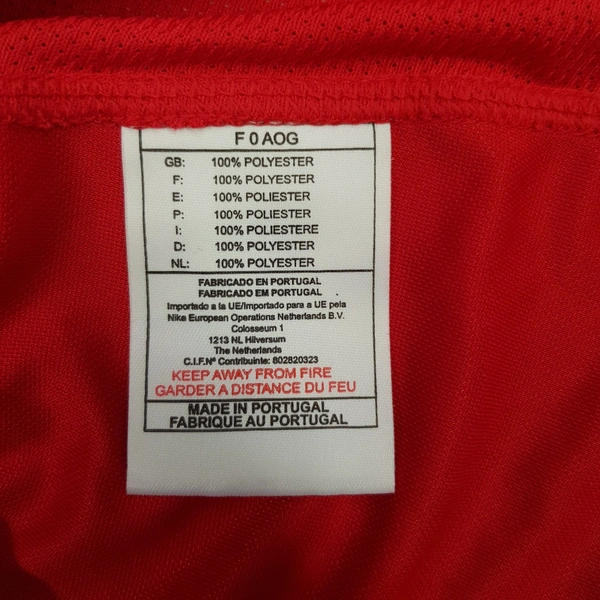 F 0 AOG
GB: 100% POLYESTER
F: 100% POLYESTER
E: 100% POLIESTER
P: 100% POLIESTER
I: 100% POLIESTERE
D: 100% POLYESTER
NL: 100% POLYESTER
FABRICADO EN PORTUGAL
FABRICADO EM PORTUGAL .
Importado a la UE/Importado para a UE pela
Nike European Operations Netherlands B.V.
Colosseum 1
1213 NL Hilversum
The Netherlands
C.I.F.Nº Contribuinte: 802820323
KEEP AWAY FROM FIRE
GARDER A DISTANCE DU FEU
MADE IN PORTUGAL
FABRIQUE AU PORTUGAL